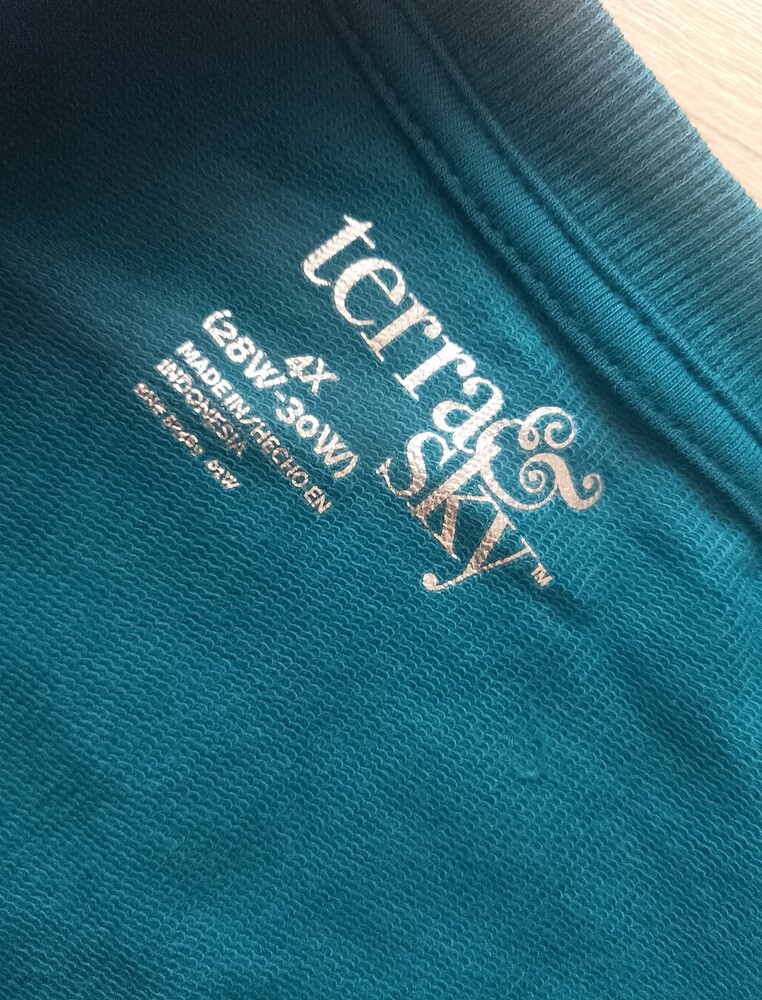 terra &
sky™
4X
(28W-30W)
MADE IN/HECHO EN
INDONESIA